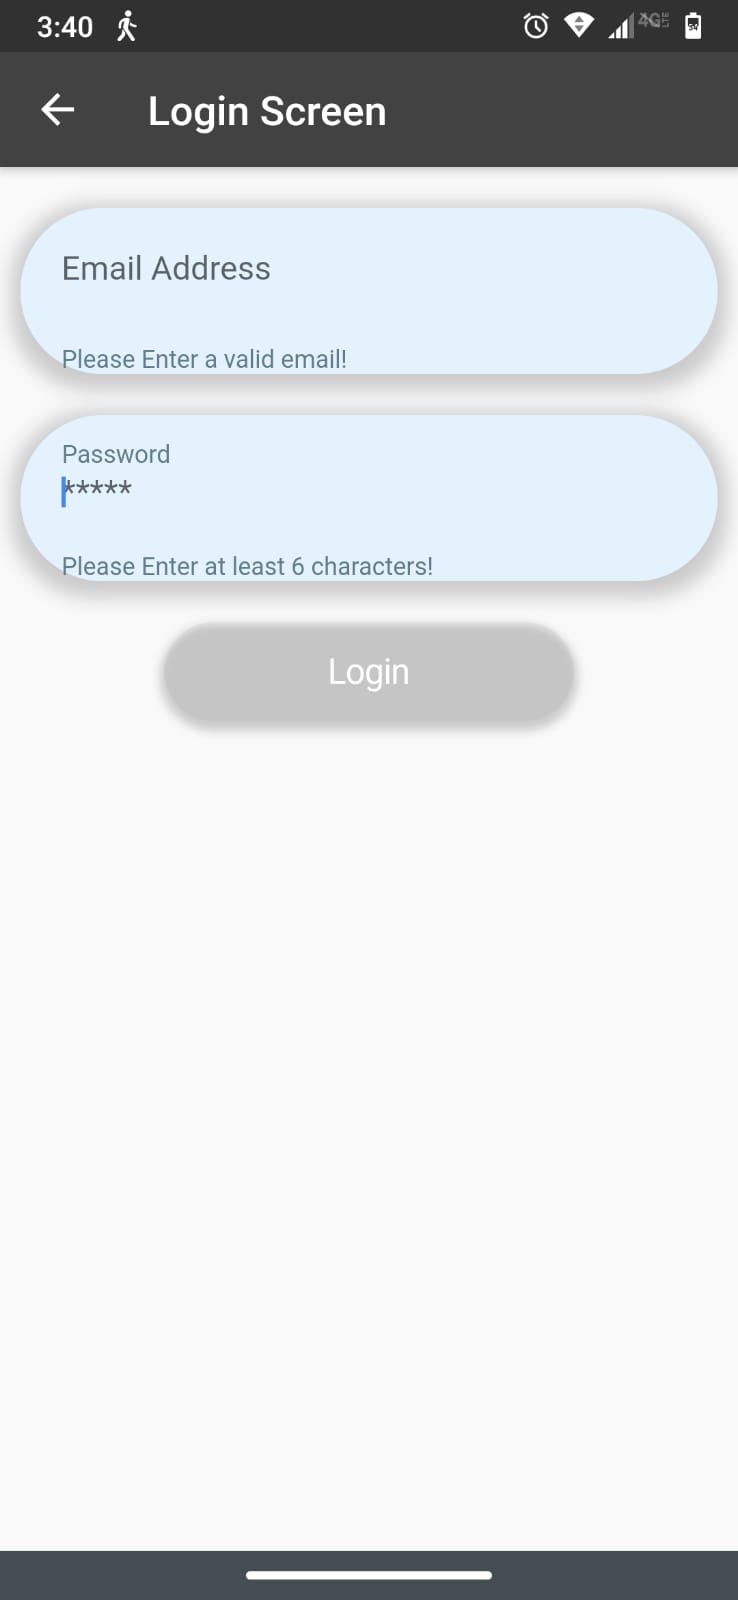 3:40
Login Screen
Email Address
Please Enter a valid email!
Password
*****
Please Enter at least 6 characters!
Login